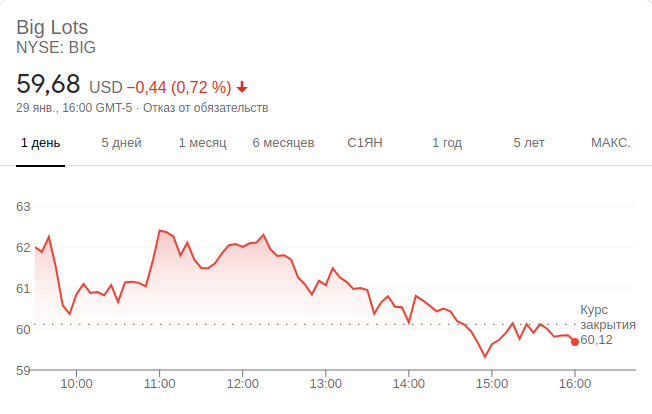 Big Lots
NYSE: BIG
59,68 USD −0,44 (0,72 %)
29 янв., 16:00 GMT-5 · Отказ от обязательств
1 день 5 дней 1 месяц 6 месяцев С1ЯН 1 год 5 лет МАКС.
63
62
61
60
59
Курс
закрытия
60,12
10:00 11:00 12:00 13:00 14:00 15:00 16:00